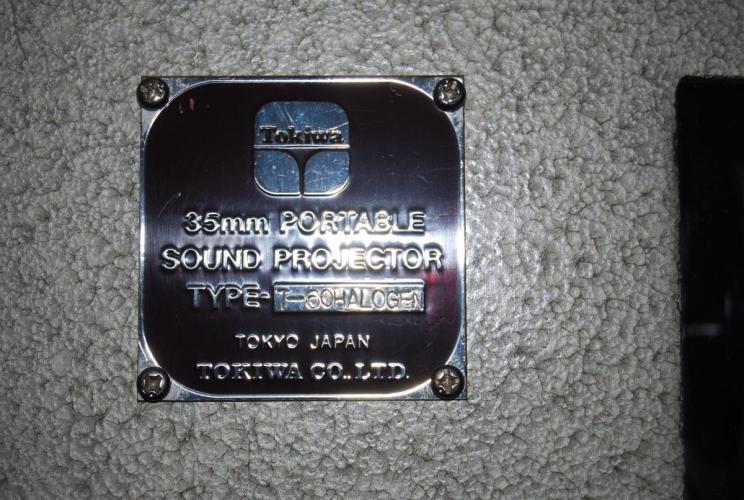 Tokiwa
35mm PORTABLE
SOUND PROJECTOR
TYPE-T-60HALOGEN
TOKYO JAPAN
TOKIWA CO., LTD.